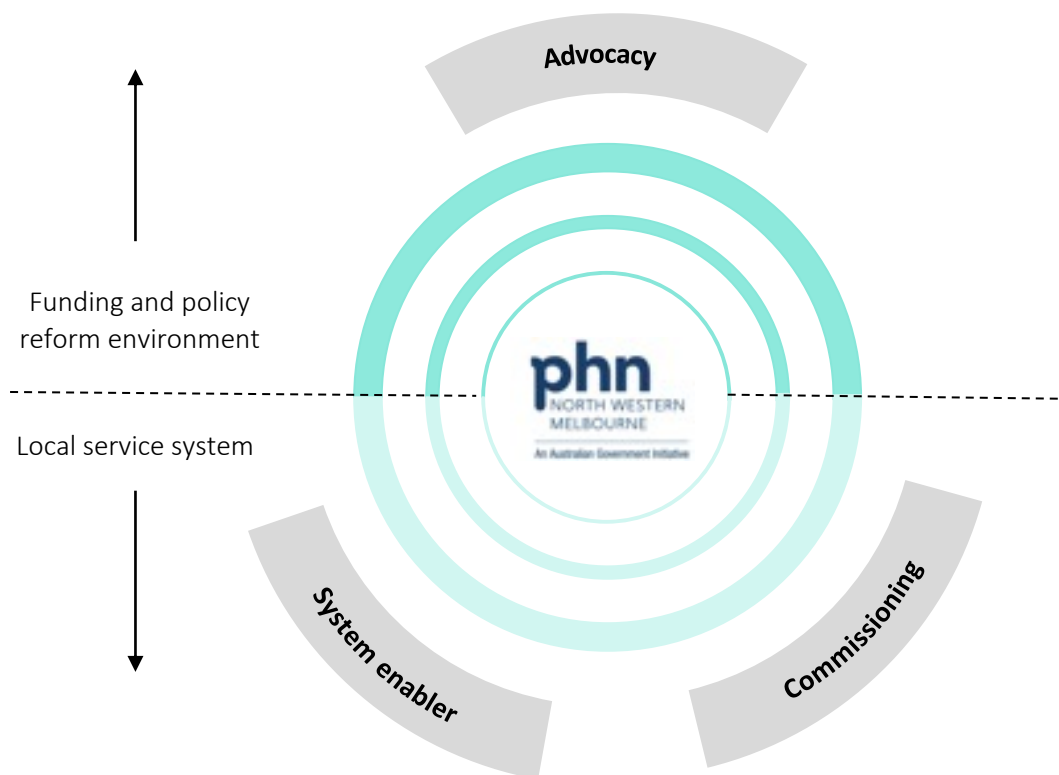 Advocacy
Funding and policy
reform environment
phn
NORTH WESTERN
MELBOURNE
An Australian Government Initiative
Local service system
System enabler
Commissioning